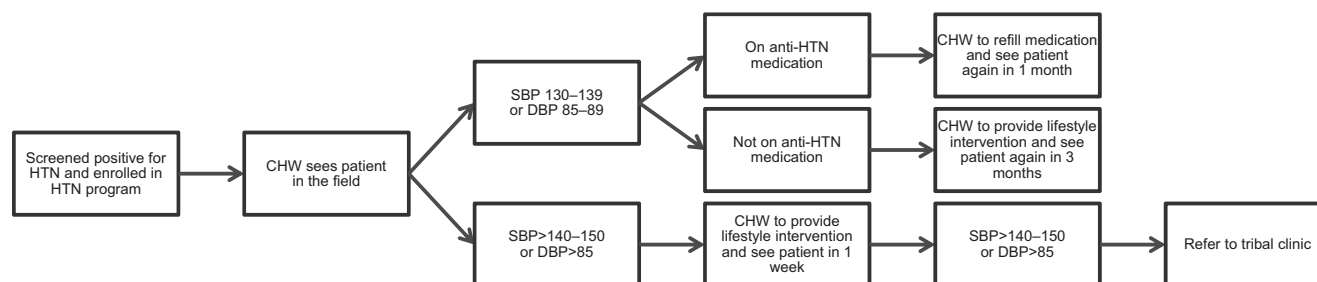 Screened positive for
HTN and enrolled in
HTN program
CHW sees patient
in the field
SBP 130–139
or DBP 85–89
On anti-HTN
medication
CHW to refill medication
and see patient
again in 1 month
Not on anti-HTN
medication
CHW to provide lifestyle
intervention and see
patient again in 3
months
SBP>140–150
or DBP>85
CHW to provide
lifestyle intervention
and see patient in 1
week
SBP>140–150
or DBP>85
Refer to tribal clinic